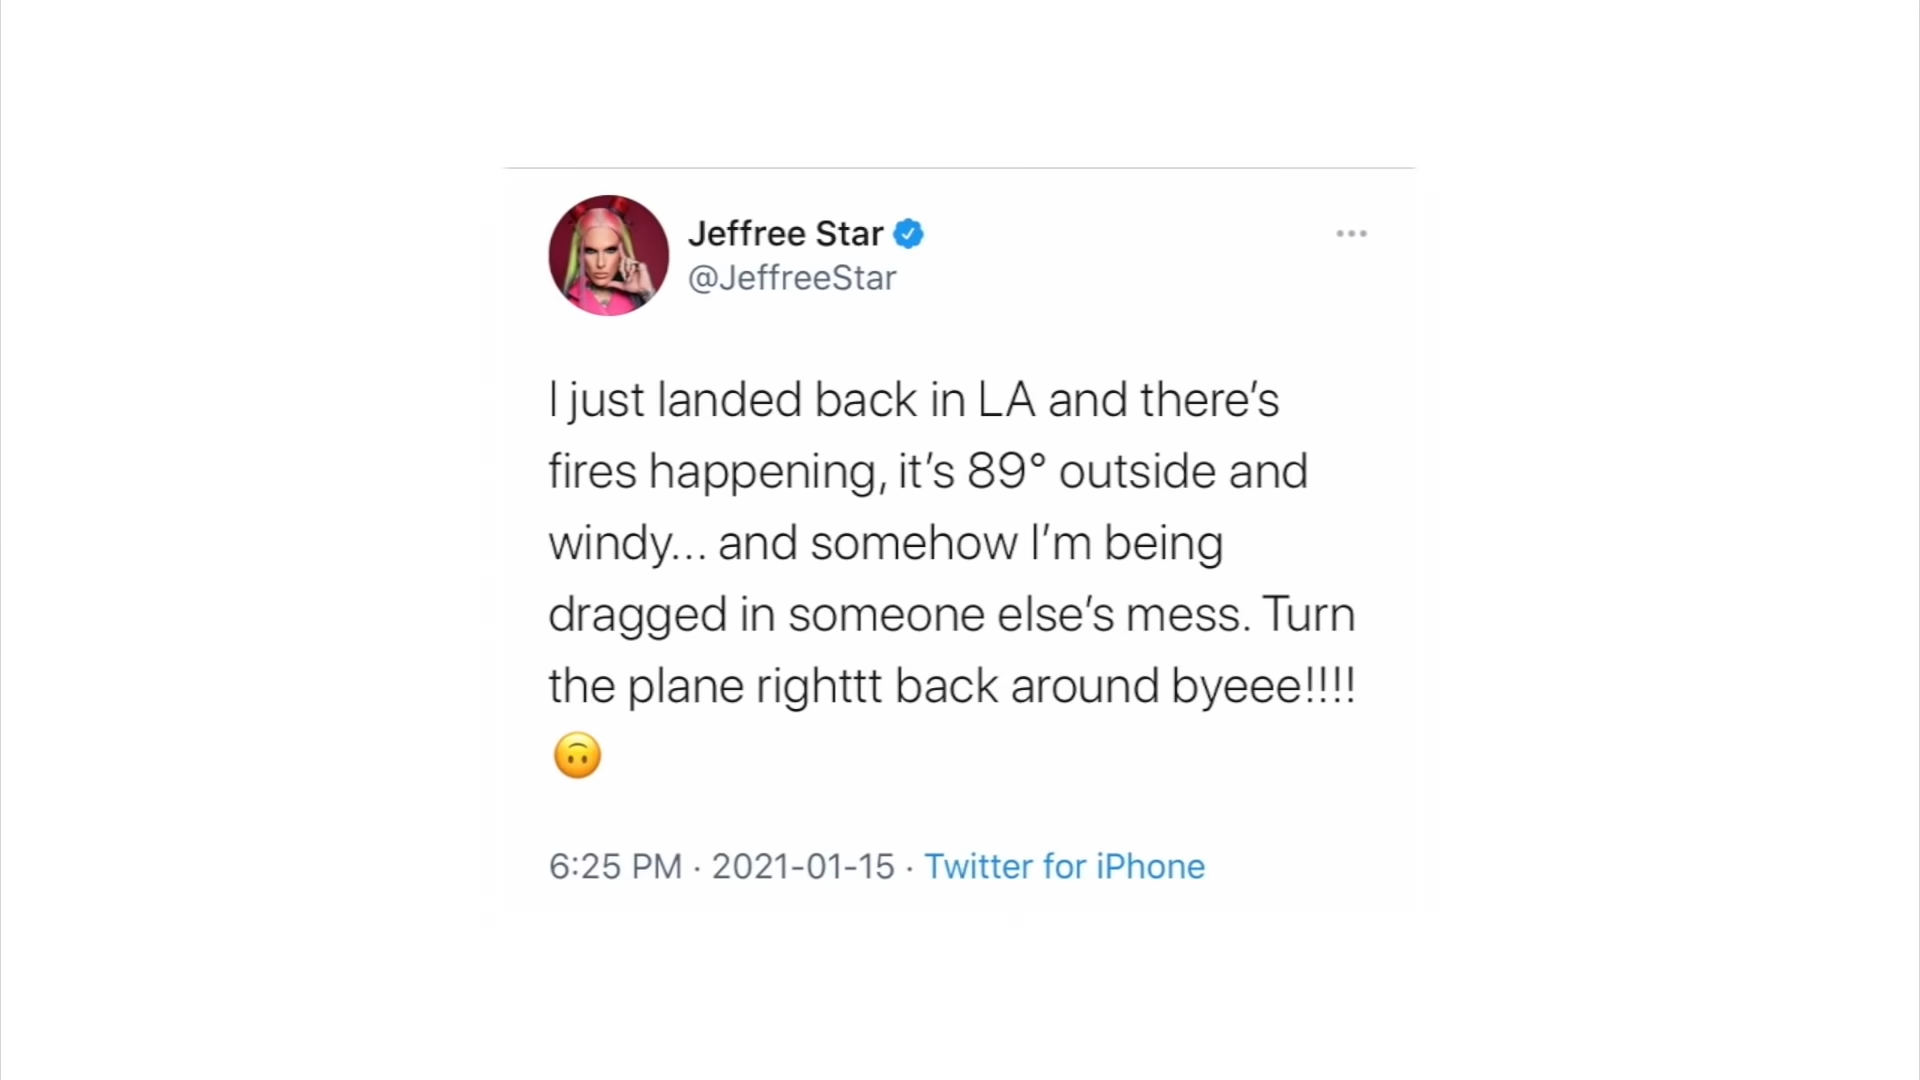 Jeffree Star
@JeffreeStar
I just landed back in LA and there’s
fires happening, it’s 89° outside and
windy... and somehow I’m being
dragged in someone else’s mess. Turn
the plane righttt back around byeee!!!!
🙃
6:25 PM · 2021-01-15 · Twitter for iPhone